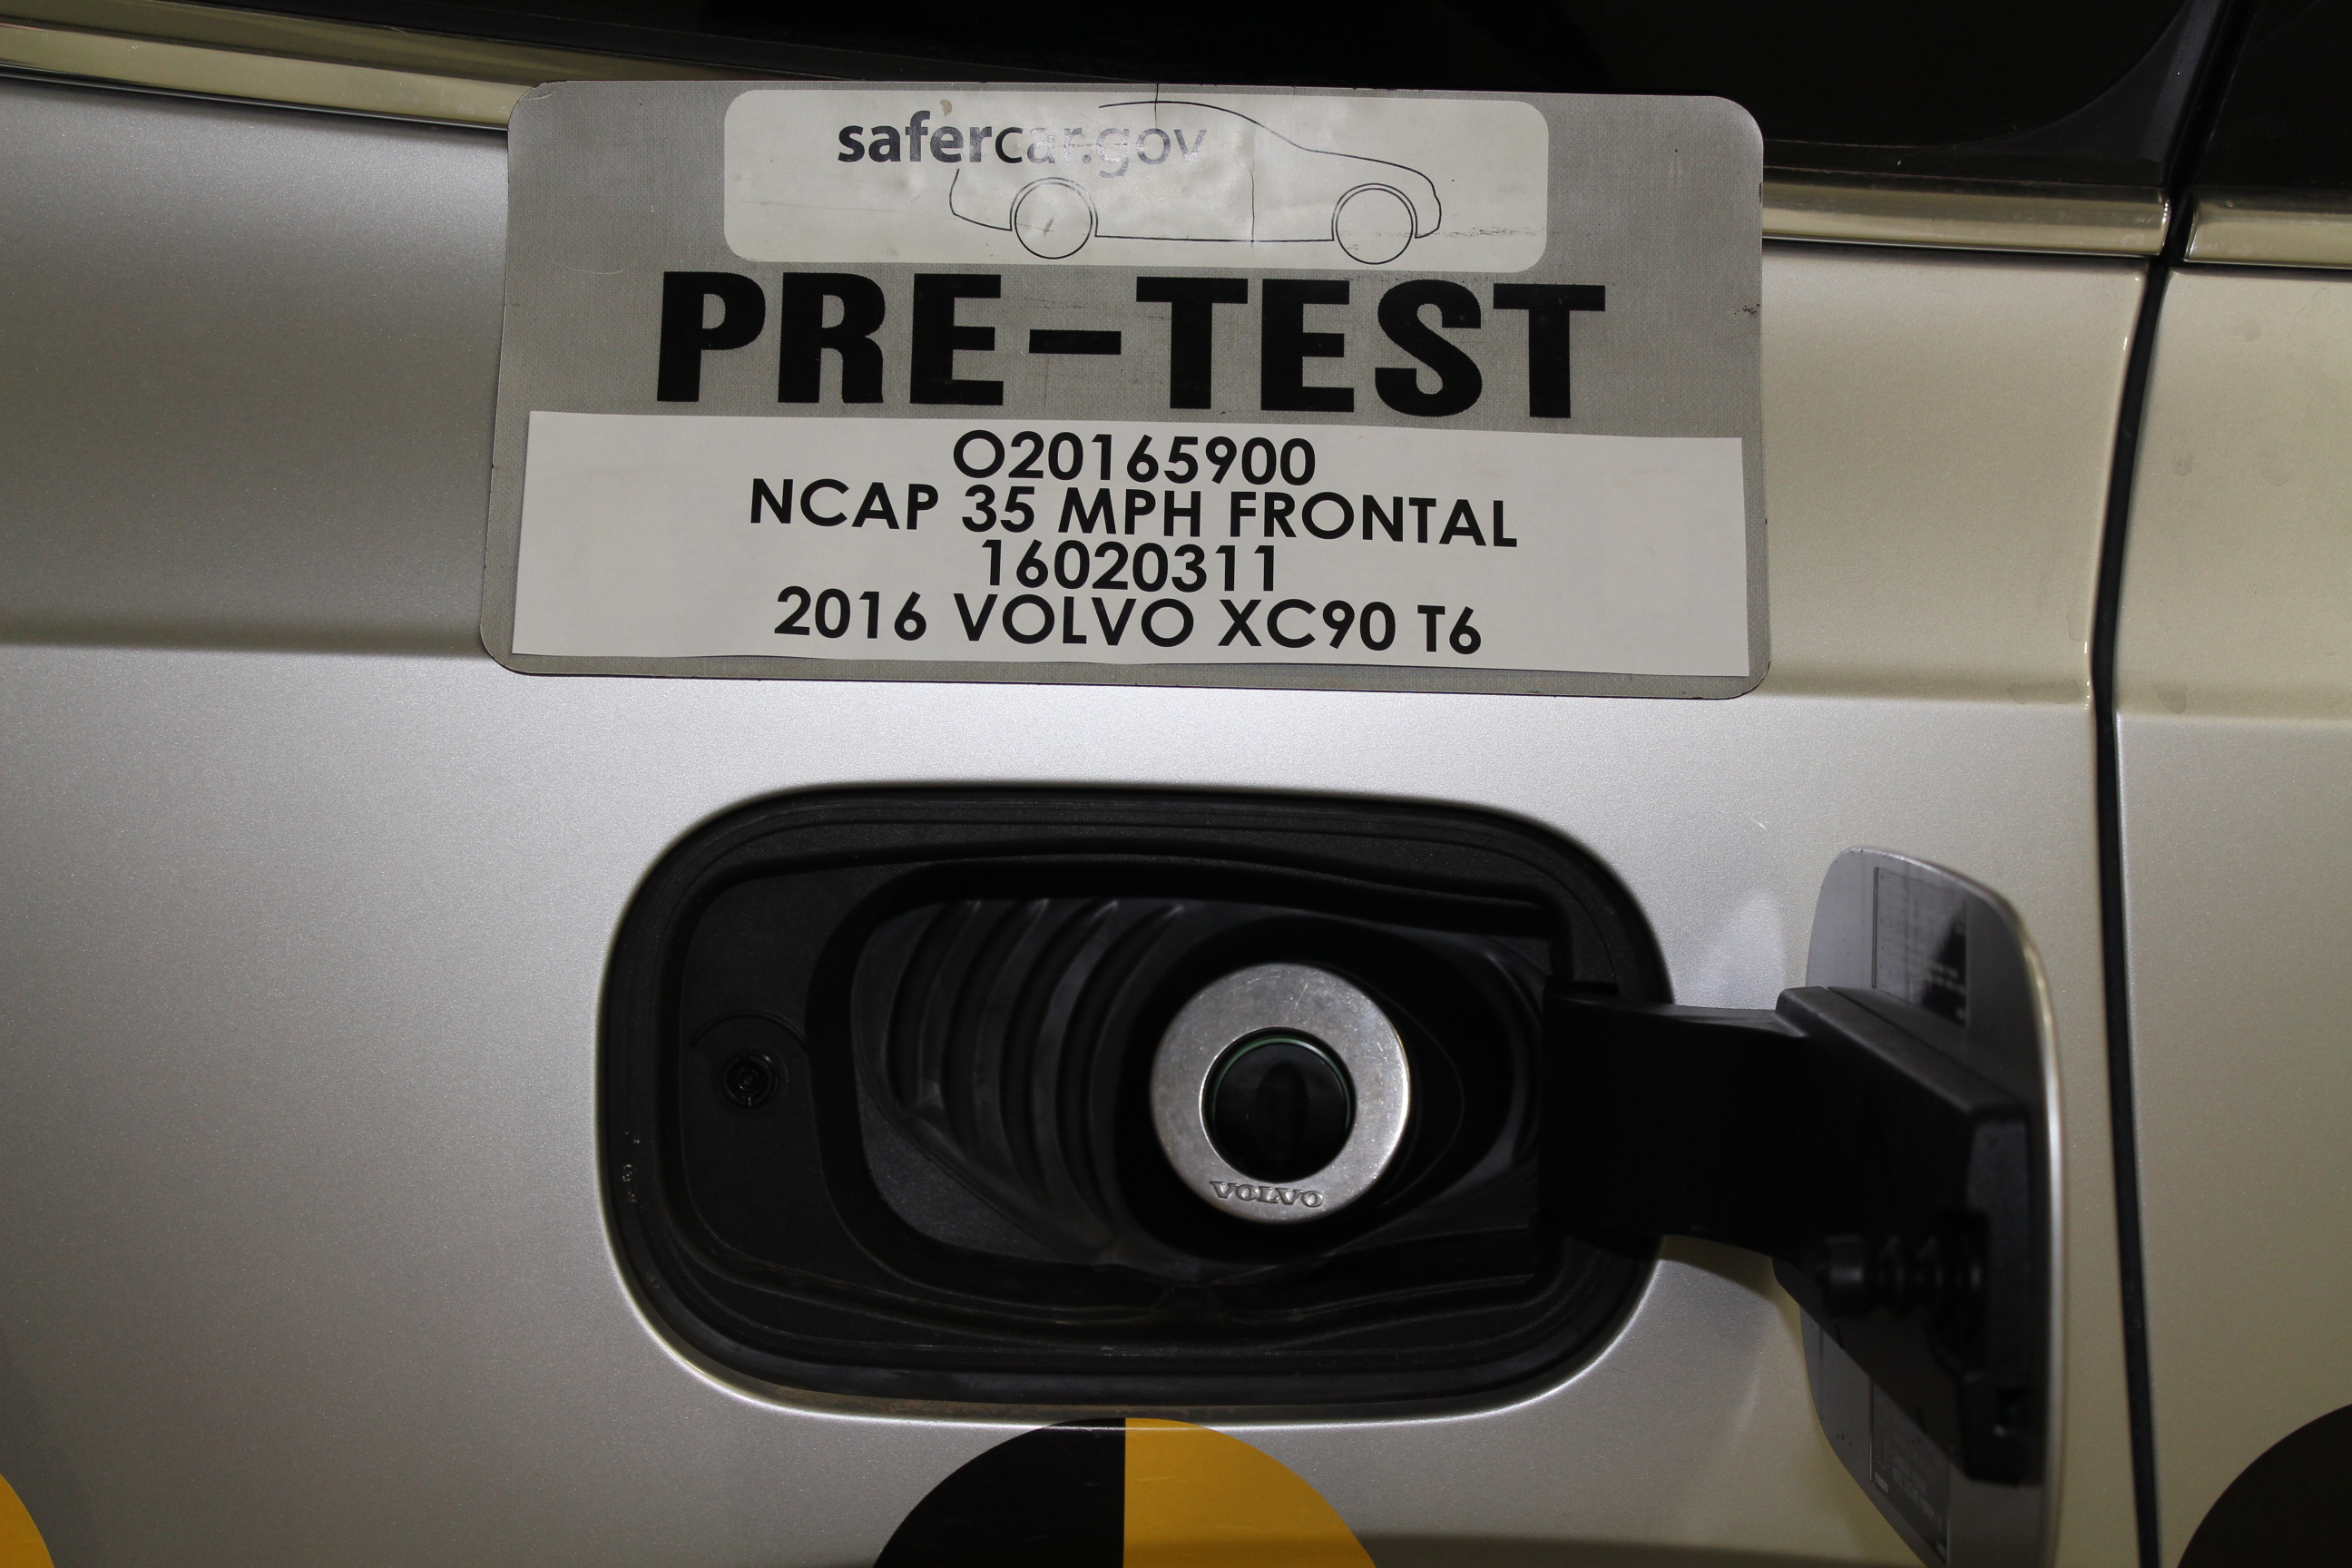 safercar.gov
PRE-TEST
O20165900
NCAP 35 MPH FRONTAL
16020311
2016 VOLVO XC90 T6
VOLVO